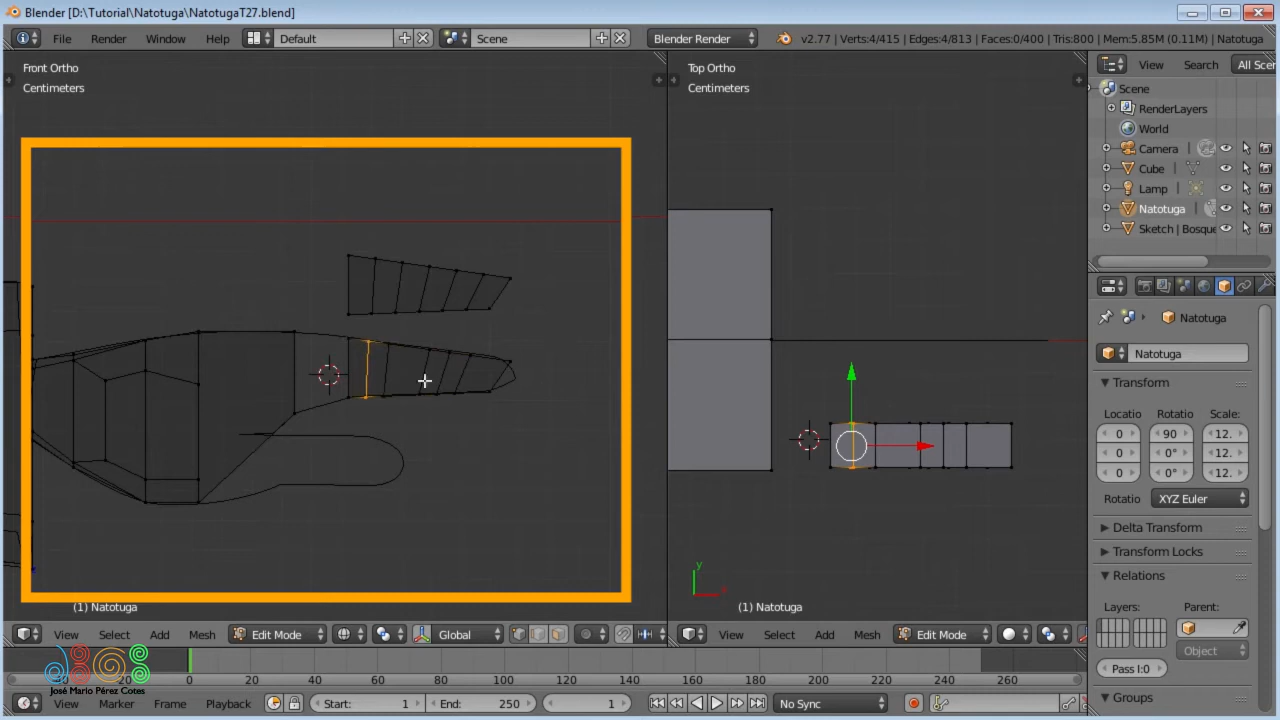 Blender [D:\Tutorial\Natotuga\NatotugaT27.blend]
File Render Window Help Default Scene Blender Render v2.77 | Verts:4/415 | Edges:4/813 | Faces:0/400 | Tris:800 | Mem:5.85M (0.11M) | Natotuga
Front Ortho
Centimeters
Top Ortho
Centimeters
View Search All Scer
Scene
RenderLayers
World
Camera
Cube
Lamp
Natotuga
Sketch | Bosque
Natotuga
Natotuga
Transform
Locatio Rotatio Scale:
0 90 12.
0 0° 12.
0 0° 12.
Rotatio XYZ Euler
Delta Transform
Transform Locks
Relations
Layers: Parent:
Object
Pass I:0
Groups
y
(1) Natotuga
(1) Natotuga
View Select Add Mesh Edit Mode Global
View Select Add Mesh Edit Mode
20 0 20 40 60 80 100 120 140 160 180 200 220 240 260
José Mario Pérez Cotes
View Marker Frame Playback Start: 1 End: 250 1 No Sync